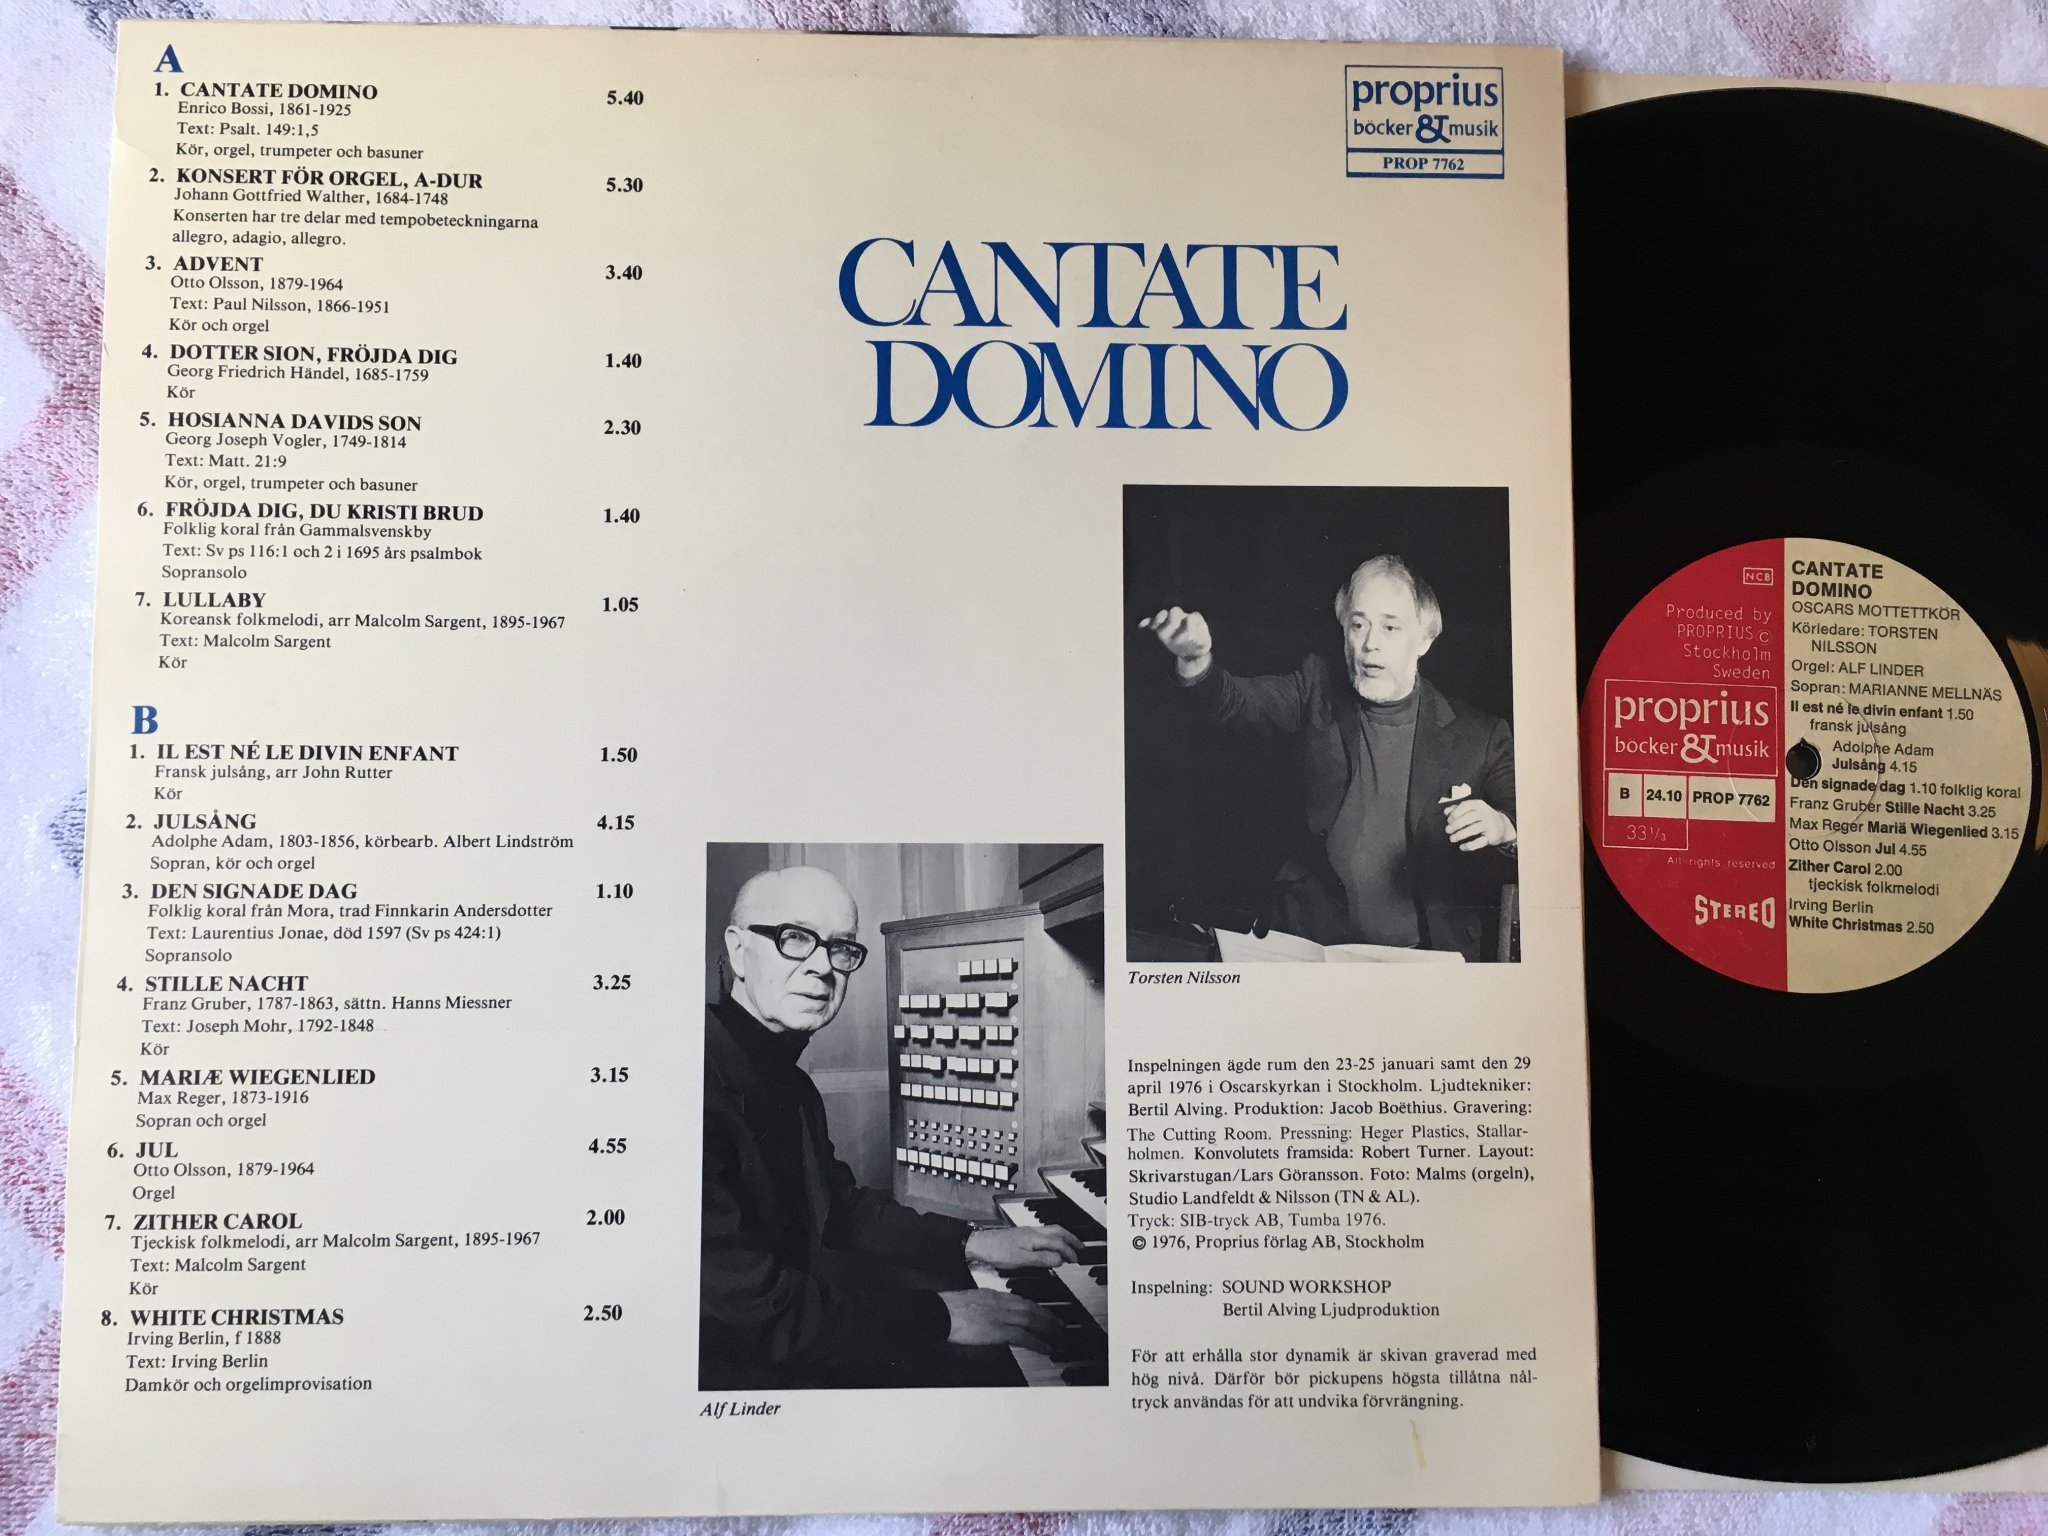 A
1. CANTATE DOMINO 5.40
Enrico Bossi, 1861-1925
Text: Psalt. 149:1,5
Kör, orgel, trumpeter och basuner
2. KONSERT FÖR ORGEL, A-DUR 5.30
Johann Gottfried Walther, 1684-1748
Konserten har tre delar med tempobeteckningarna
allegro, adagio, allegro.
3. ADVENT 3.40
Otto Olsson, 1879-1964
Text: Paul Nilsson, 1866-1951
Kör och orgel
4. DOTTER SION, FRÖJDA DIG 1.40
Georg Friedrich Händel, 1685-1759
Kör
5. HOSIANNA DAVIDS SON 2.30
Georg Joseph Vogler, 1749-1814
Text: Matt. 21:9
Kör, orgel, trumpeter och basuner
6. FRÖJDA DIG, DU KRISTI BRUD 1.40
Folklig koral från Gammalsvenskby
Text: Sv ps 116:1 och 2 i 1695 års psalmbok
Sopransolo
7. LULLABY 1.05
Koreansk folkmelodi, arr Malcolm Sargent, 1895-1967
Text: Malcolm Sargent
Kör
B
1. IL EST NÉ LE DIVIN ENFANT 1.50
Fransk julsång, arr John Rutter
Kör
2. JULSÅNG 4.15
Adolphe Adam, 1803-1856, körbearb. Albert Lindström
Sopran, kör och orgel
3. DEN SIGNADE DAG 1.10
Folklig koral från Mora, trad Finnkarin Andersdotter
Text: Laurentius Jonae, död 1597 (Sv ps 424:1)
Sopransolo
4. STILLE NACHT 3.25
Franz Gruber, 1787-1863, sättn. Hanns Miessner
Text: Joseph Mohr, 1792-1848
Kör
5. MARIÆ WIEGENLIED 3.15
Max Reger, 1873-1916
Sopran och orgel
6. JUL 4.55
Otto Olsson, 1879-1964
Orgel
7. ZITHER CAROL 2.00
Tjeckisk folkmelodi, arr Malcolm Sargent, 1895-1967
Text: Malcolm Sargent
Kör
8. WHITE CHRISTMAS 2.50
Irving Berlin, f 1888
Text: Irving Berlin
Damkör och orgelimprovisation
proprius
böcker & musik
PROP 7762
CANTATE
DOMINO
Torsten Nilsson
Alf Linder
Inspelningen ägde rum den 23-25 januari samt den 29
april 1976 i Oscarskyrkan i Stockholm. Ljudtekniker:
Bertil Alving. Produktion: Jacob Boëthius. Gravering:
The Cutting Room. Pressning: Heger Plastics, Stallar-
holmen. Konvolutets framsida: Robert Turner. Layout:
Skrivarstugan/Lars Göransson. Foto: Malms (orgeln),
Studio Landfeldt & Nilsson (TN & AL).
Tryck: SIB-tryck AB, Tumba 1976.
© 1976, Proprius förlag AB, Stockholm
Inspelning: SOUND WORKSHOP
Bertil Alving Ljudproduktion
För att erhålla stor dynamik är skivan graverad med
hög nivå. Därför bör pickupens högsta tillåtna nål-
tryck användas för att undvika förvrängning.
NCB
Produced by
PROPRIUS C
Stockholm
Sweden
proprius
böcker & musik
B 24.10 PROP 7762
33 1/3
All rights reserved
STEREO
CANTATE
DOMINO
OSCARS MOTTETTKÖR
Körledare: TORSTEN
NILSSON
Orgel: ALF LINDER
Sopran: MARIANNE MELLNÄS
Il est né le divin enfant 1.50
fransk julsång
Adolphe Adam
Julsång 4.15
Den signade dag 1.10 folklig koral
Franz Gruber Stille Nacht 3.25
Max Reger Mariä Wiegenlied 3.15
Otto Olsson Jul 4.55
Zither Carol 2.00
tjeckisk folkmelodi
Irving Berlin
White Christmas 2.50